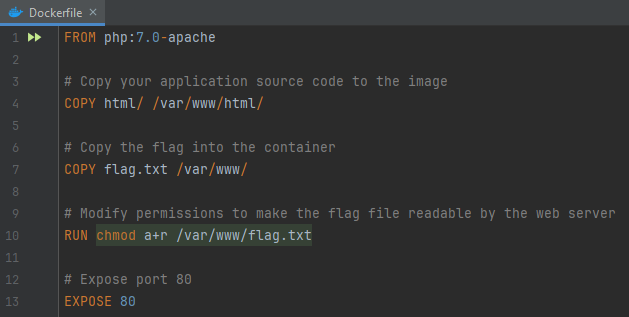 Dockerfile ×
1 FROM php:7.0-apache
2
3 # Copy your application source code to the image
4 COPY html/ /var/www/html/
5
6 # Copy the flag into the container
7 COPY flag.txt /var/www/
8
9 # Modify permissions to make the flag file readable by the web server
10 RUN chmod a+r /var/www/flag.txt
11
12 # Expose port 80
13 EXPOSE 80